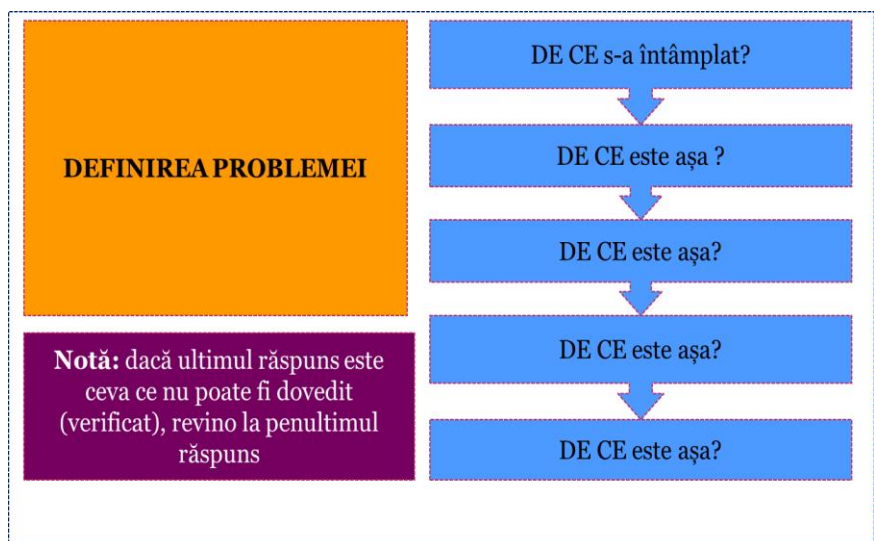 DEFINIREA PROBLEMEI
Notă: dacă ultimul răspuns este
ceva ce nu poate fi dovedit
(verificat), revino la penultimul
răspuns
DE CE s-a întâmplat?
DE CE este așa ?
DE CE este așa?
DE CE este așa?
DE CE este așa?